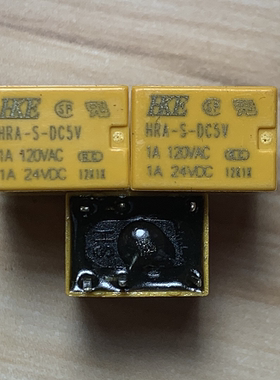 HKE
HRA-S-DC5V
1A 120VAC
1A 24VDC
HKE
HRA-S-DC5V
1A 120VAC
1A 24VDC